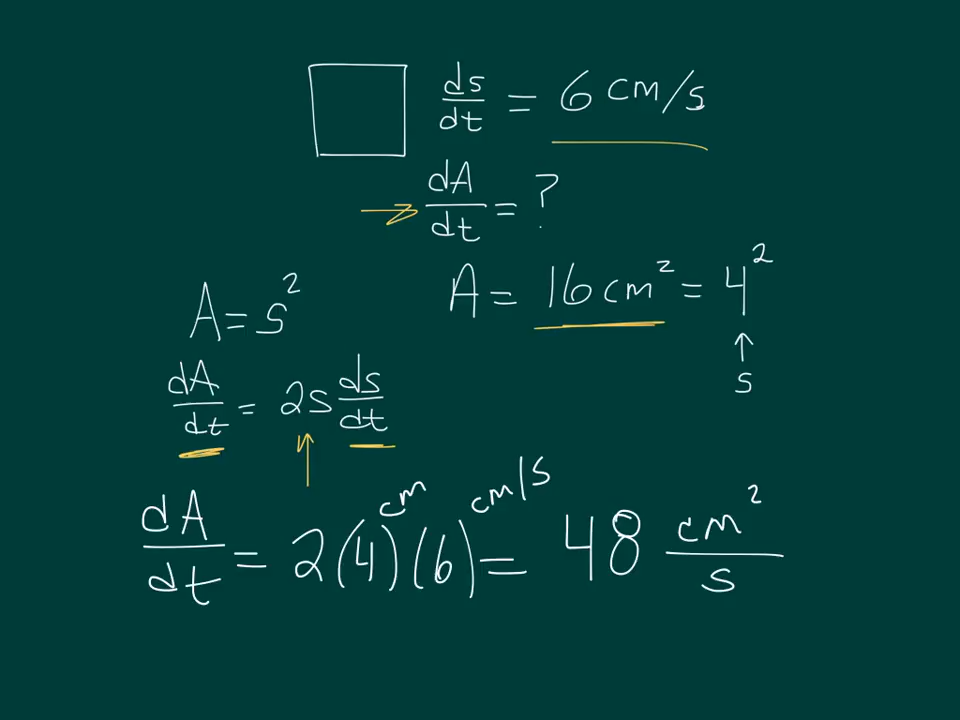 ds/dt = 6 cm/s
dA/dt = ?
A = 16 cm² = 4²
s
A = s²
dA/dt = 2s ds/dt
dA/dt = 2(4)cm(6)cm/s = 48 cm²/s